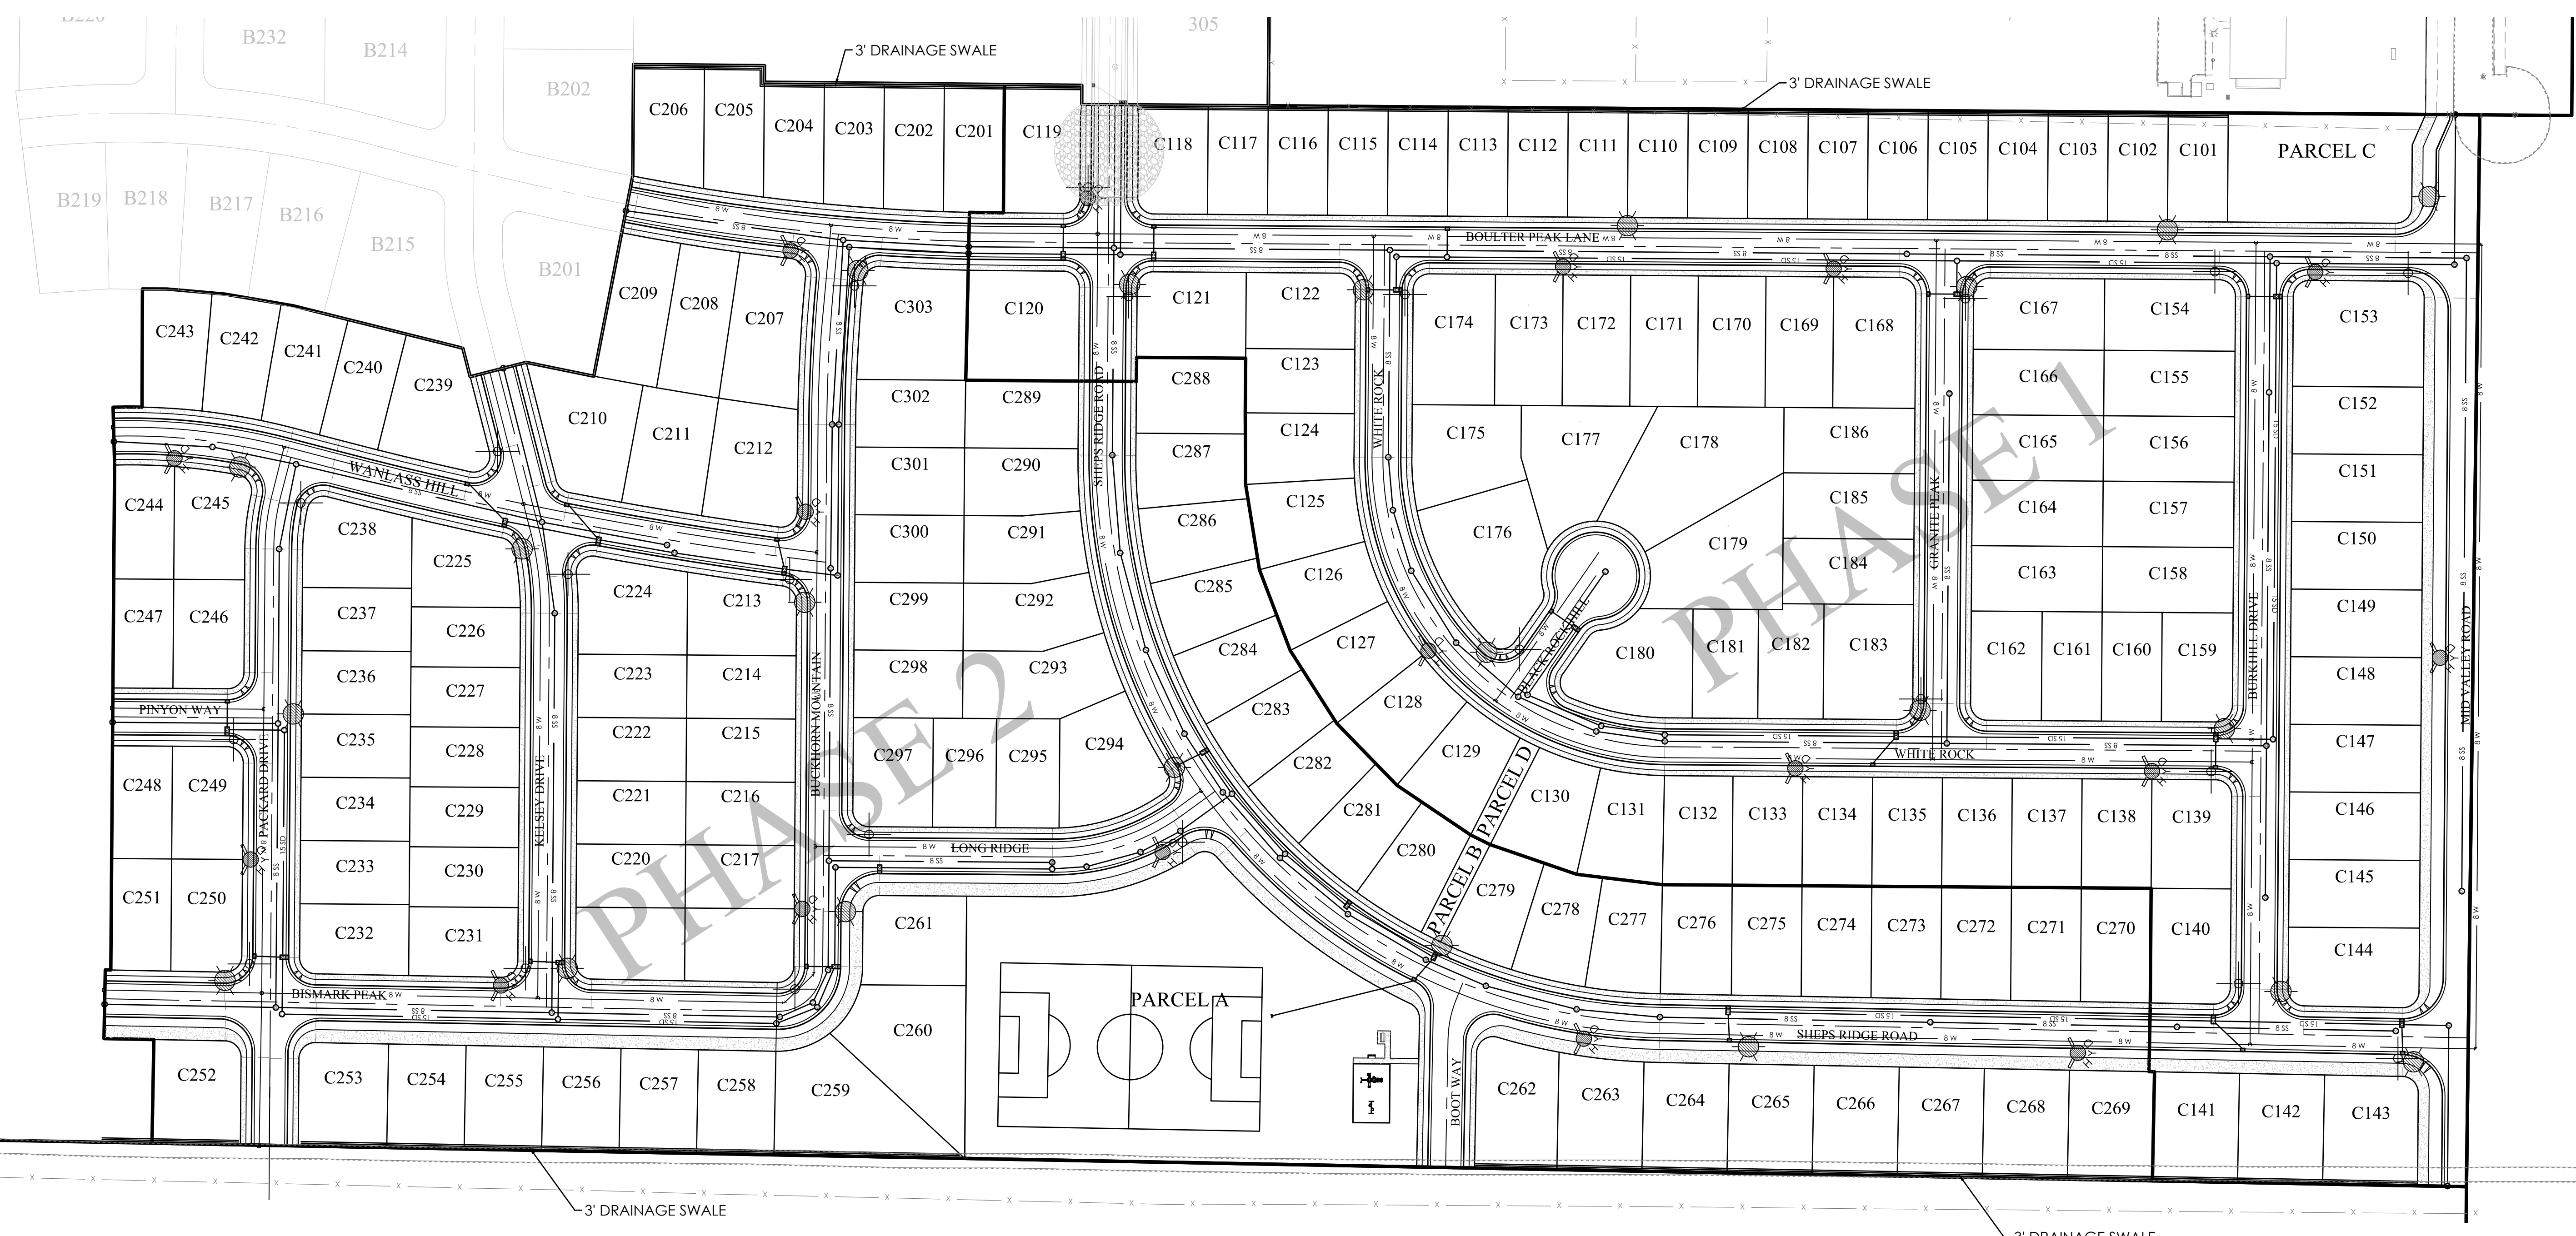 305
B232
B214
B202
B219
B218
B217
B216
B215
B201
3' DRAINAGE SWALE
3' DRAINAGE SWALE
C206
C205
C204
C203
C202
C201
C119
C118
C117
C116
C115
C114
C113
C112
C111
C110
C109
C108
C107
C106
C105
C104
C103
C102
C101
PARCEL C
BOULTER PEAK LANE
C243
C242
C241
C240
C239
C209
C208
C207
C210
C211
C212
C303
C120
C121
C122
C123
C124
C125
C126
C127
C128
C129
C130
C131
C302
C289
C301
C290
C300
C291
C299
C292
C298
C293
C297
C296
C295
C294
C288
C287
C286
C285
C284
C283
C282
C281
C280
C279
C278
C277
C174
C173
C172
C171
C170
C169
C168
C175
C177
C178
C186
C176
C179
C185
C184
C180
C181
C182
C183
C167
C154
C166
C155
C165
C156
C164
C157
C163
C158
C162
C161
C160
C159
C153
C152
C151
C150
C149
C148
C147
C146
C145
C144
WANLASS HILL
SHEPS RIDGE ROAD
WHITE ROCK
GRANITE PEAK
BLACK ROCK HILL
BURKHILL DRIVE
MID VALLEY ROAD
PHASE 1
C244
C245
C247
C246
PINYON WAY
C248
C249
C251
C250
PACKARD DRIVE
C238
C225
C237
C226
C236
C227
C235
C228
C234
C229
C233
C230
C232
C231
KELSEY DRIVE
C224
C213
C223
C214
C222
C215
C221
C216
C220
C217
BUCKHORN MOUNTAIN
PHASE 2
LONG RIDGE
WHITE ROCK
PARCEL D
PARCEL B
C132
C133
C134
C135
C136
C137
C138
C139
C276
C275
C274
C273
C272
C271
C270
C140
BISMARK PEAK
C261
C260
PARCEL A
SHEPS RIDGE ROAD
BOOT WAY
C252
C253
C254
C255
C256
C257
C258
C259
C262
C263
C264
C265
C266
C267
C268
C269
C141
C142
C143
3' DRAINAGE SWALE
3' DRAINAGE SWALE